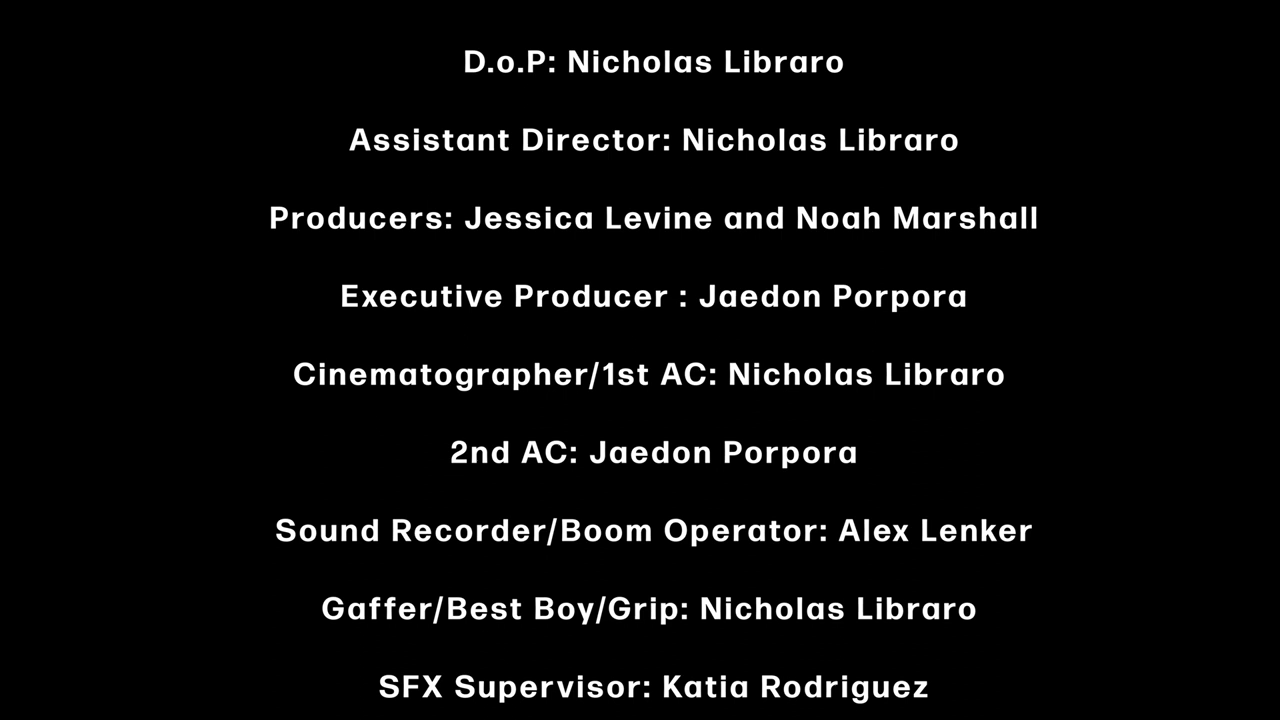 D.o.P: Nicholas Libraro
Assistant Director: Nicholas Libraro
Producers: Jessica Levine and Noah Marshall
Executive Producer : Jaedon Porpora
Cinematographer/1st AC: Nicholas Libraro
2nd AC: Jaedon Porpora
Sound Recorder/Boom Operator: Alex Lenker
Gaffer/Best Boy/Grip: Nicholas Libraro
SFX Supervisor: Katia Rodriguez